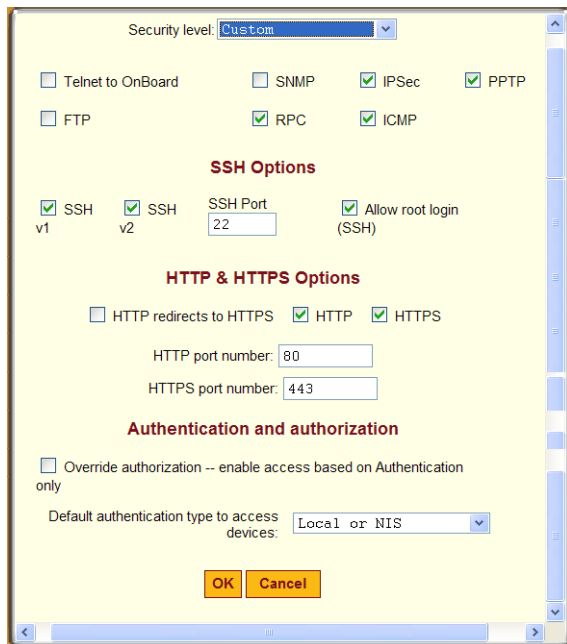 Security level: Custom
Telnet to OnBoard SNMP IPSec PPTP
FTP RPC ICMP
SSH Options
SSH v1 SSH v2 SSH Port 22 Allow root login (SSH)
HTTP & HTTPS Options
HTTP redirects to HTTPS HTTP HTTPS
HTTP port number: 80
HTTPS port number: 443
Authentication and authorization
Override authorization -- enable access based on Authentication
only
Default authentication type to access
devices: Local or NIS
OK Cancel